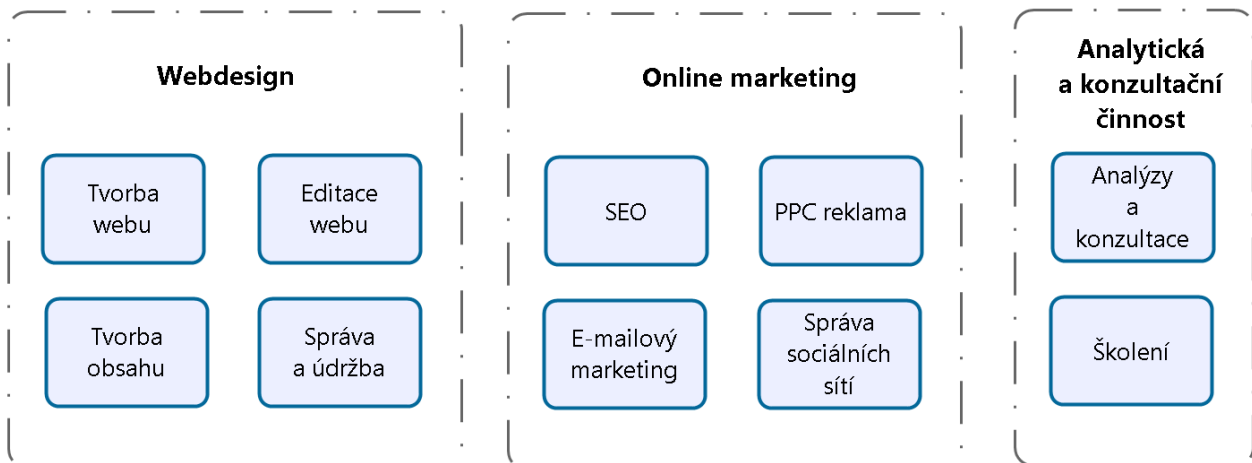 Webdesign
Tvorba
webu
Editace
webu
Tvorba
obsahu
Správa
a údržba
Online marketing
SEO
PPC reklama
E-mailový
marketing
Správa
sociálních
sítí
Analytická
a konzultační
činnost
Analýzy
a
konzultace
Školení